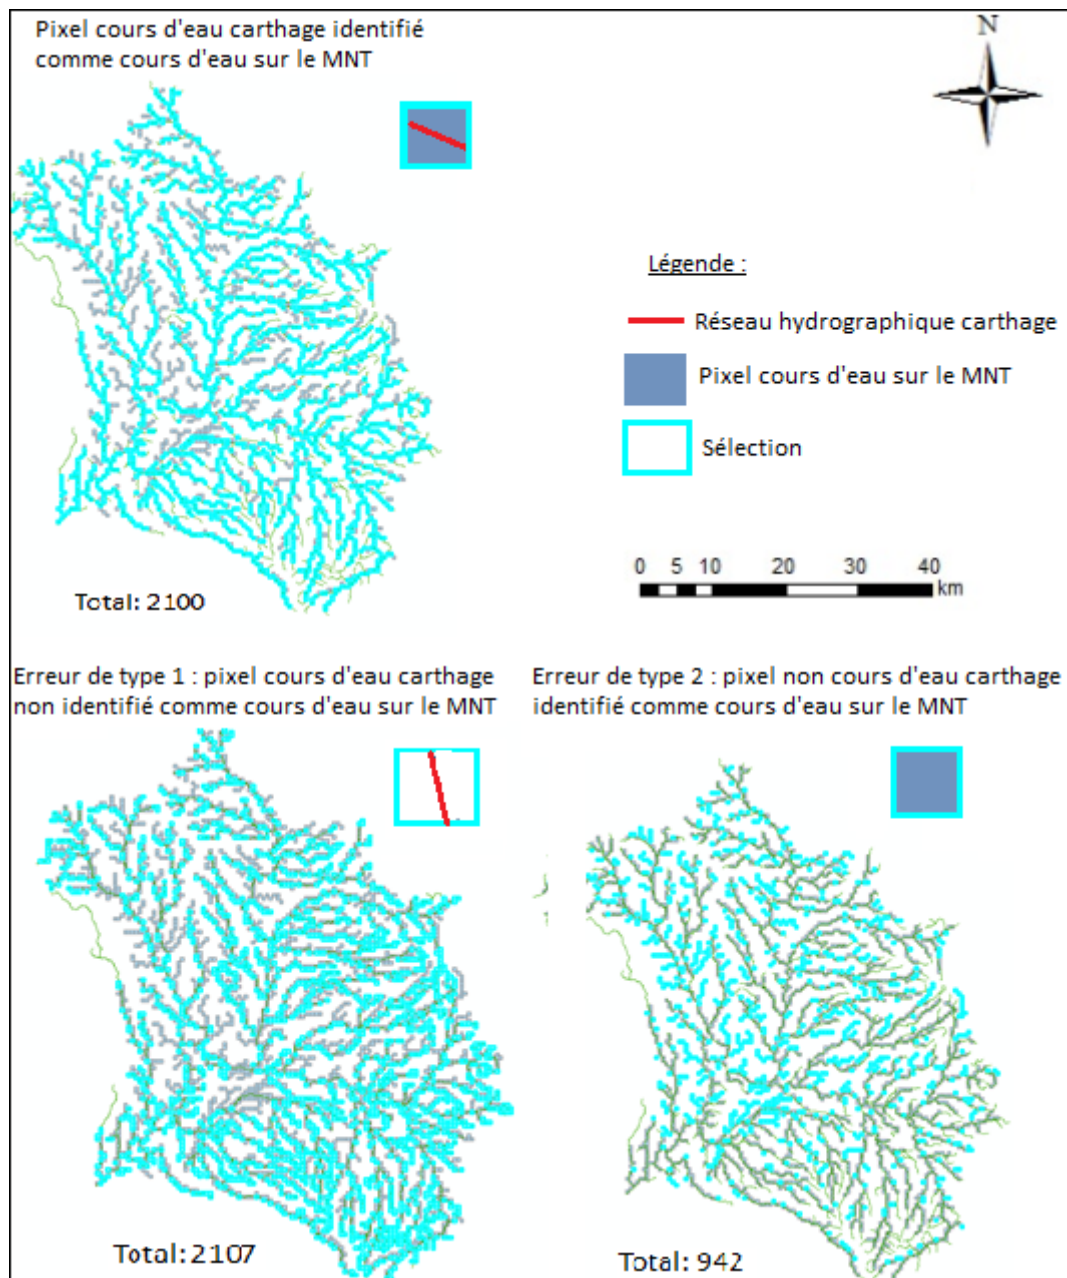 Pixel cours d'eau carthage identifié
comme cours d'eau sur le MNT
N
Légende :
Réseau hydrographique carthage
Pixel cours d'eau sur le MNT
Sélection
0 5 10 20 30 40
km
Total: 2100
Erreur de type 1 : pixel cours d'eau carthage
non identifié comme cours d'eau sur le MNT
Erreur de type 2 : pixel non cours d'eau carthage
identifié comme cours d'eau sur le MNT
Total: 2107
Total: 942